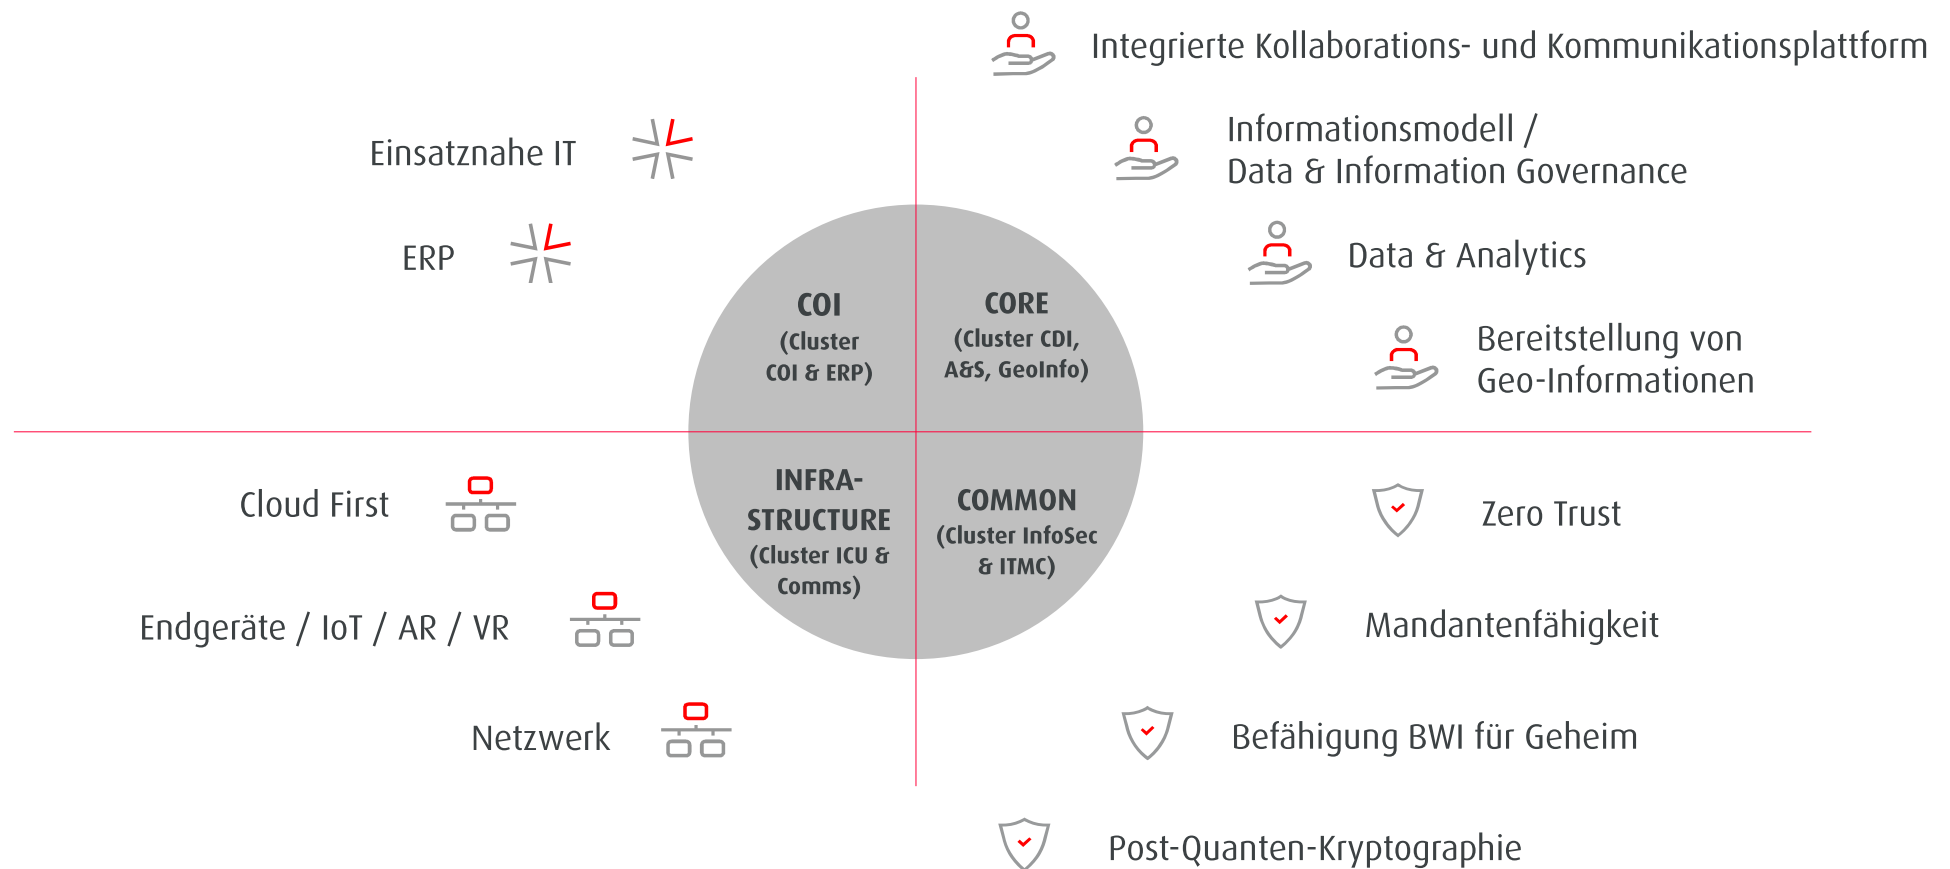 Integrierte Kollaborations- und Kommunikationsplattform
Informationsmodell /
Data & Information Governance
Data & Analytics
Bereitstellung von
Geo-Informationen
Einsatznahe IT
ERP
COI
(Cluster
COI & ERP)
CORE
(Cluster CDI,
A&S, GeoInfo)
INFRA-
STRUCTURE
(Cluster ICU &
Comms)
COMMON
(Cluster InfoSec
& ITMC)
Cloud First
Endgeräte / IoT / AR / VR
Netzwerk
Zero Trust
Mandantenfähigkeit
Befähigung BWI für Geheim
Post-Quanten-Kryptographie